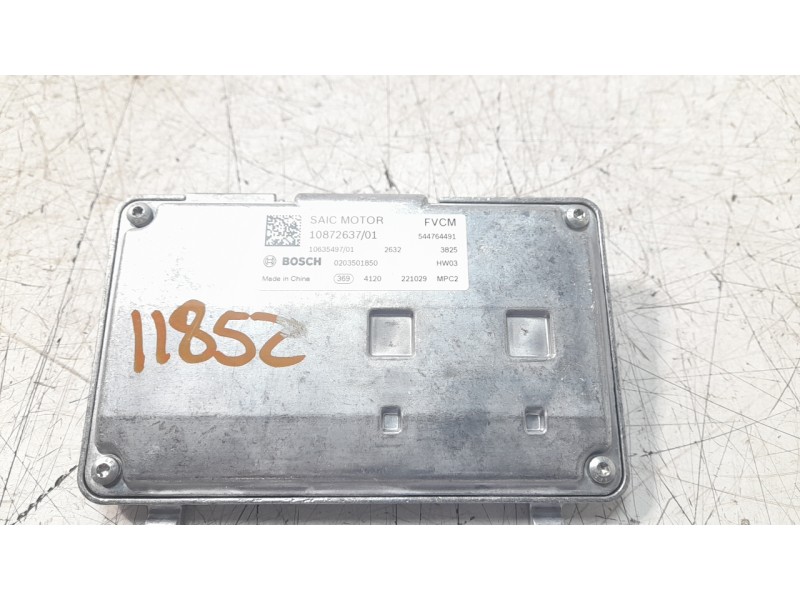 SAIC MOTOR FVCM
10872637/01 544764491
10635497/01 2632 3825
BOSCH 0203501850 HW03
Made in China 369 4120 221029 MPC2
11852